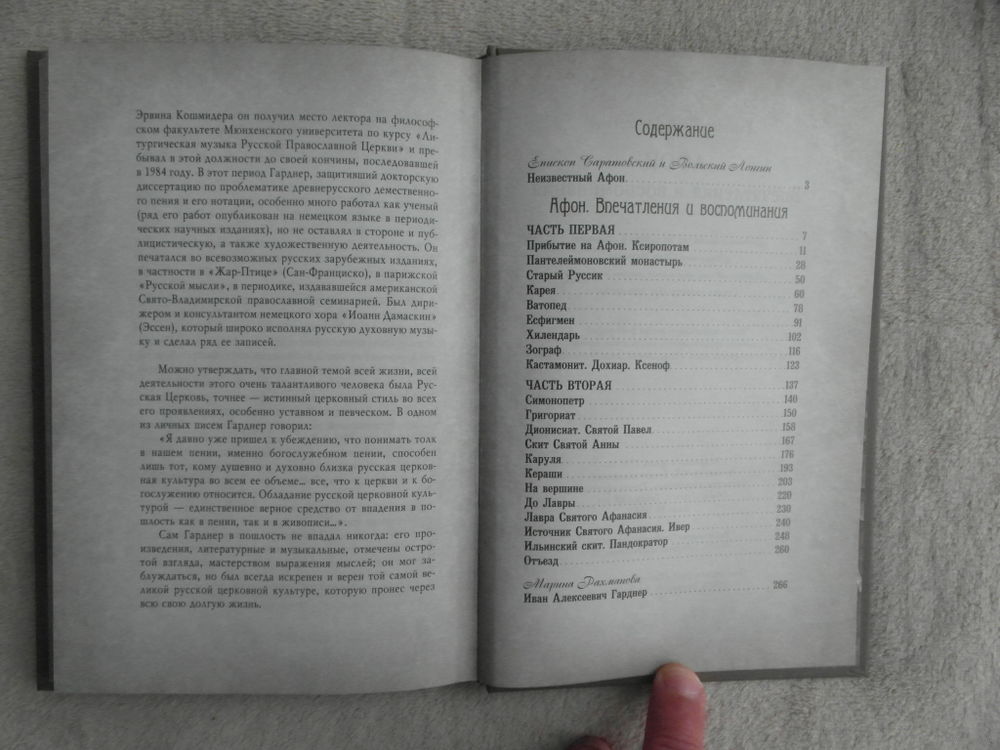 Эрвина Кошмидера он получил место лектора на философ-
ском факультете Мюнхенского университета по курсу «Ли-
тургическая музыка Русской Православной Церкви» и пре-
бывал в этой должности до своей кончины, последовавшей
в 1984 году. В этот период Гарднер, защитивший докторскую
диссертацию по проблематике древнерусского демественно-
го пения и его нотации, особенно много работал как ученый
(ряд его работ опубликован на немецком языке в периоди-
ческих научных изданиях), но не оставлял в стороне и пу-
блицистическую, а также художественную деятельность. Он
печатался во всевозможных русских зарубежных изданиях,
в частности в «Жар-Птице» (Сан-Франциско), в парижской
«Русской мысли», в периодике, издававшейся американской
Свято-Владимирской православной семинарией. Был дири-
жером и консультантом немецкого хора «Иоанн Дамаскин»
(Эссен), который широко исполнял русскую духовную музы-
ку и сделал ряд ее записей.
Можно утверждать, что главной темой всей жизни, всей
деятельности этого очень талантливого человека была Рус-
ская Церковь, точнее — истинный церковный стиль во всех
его проявлениях, особенно уставном и певческом. В одном
из личных писем Гарднер говорил:
«Я давно уже пришел к убеждению, что понимать толк
в нашем пении, именно богослужебном пении, способен
лишь тот, кому душевно и духовно близка русская церков-
ная культура во всем ее объеме... все, что к церкви и к бо-
гослужению относится. Обладание русской церковной куль-
турой — единственное верное средство от впадения в по-
шлость как в пении, так и в живописи...».
Сам Гарднер в пошлость не впадал никогда: его про-
изведения, литературные и музыкальные, отмечены остро-
той взгляда, мастерством выражения мыслей; он мог за-
блуждаться, но был всегда искренен и верен той самой ве-
ликой русской церковной культуре, которую пронес через
всю свою долгую жизнь.
Содержание
Епископ Саратовский и Вольский Лонгин
Неизвестный Афон 3
Афон. Впечатления и воспоминания
ЧАСТЬ ПЕРВАЯ 7
Прибытие на Афон. Ксиропотам 11
Пантелеймоновский монастырь 28
Старый Руссик 50
Карея 60
Ватопед 78
Есфигмен 91
Хилендарь 102
Зограф 116
Кастамонит. Дохиар. Ксеноф 123
ЧАСТЬ ВТОРАЯ 137
Симонопетр 140
Григориат 150
Дионисиат. Святой Павел 158
Скит Святой Анны 167
Каруля 176
Кераши 193
На вершине 203
До Лавры 220
Лавра Святого Афанасия 230
Источник Святого Афанасия. Ивер 240
Ильинский скит. Пандократор 248
Отъезд 260
Марина Рахманова
Иван Алексеевич Гарднер 266